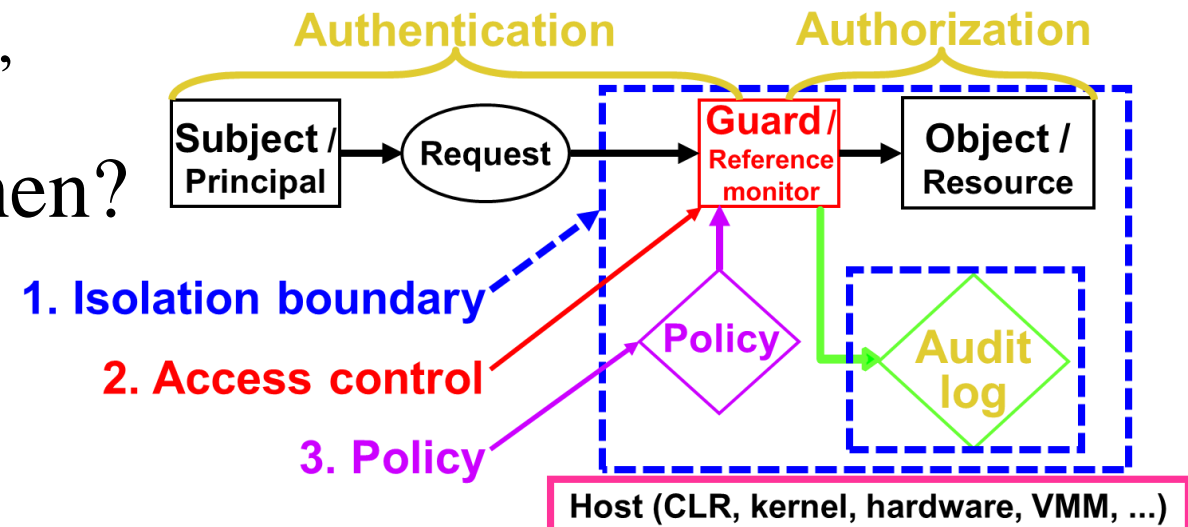 Authentication
Authorization
,
Subject /
Principal
Request
Guard /
Reference
monitor
Object /
Resource
en?
1. Isolation boundary
2. Access control
3. Policy
Policy
Audit
log
Host (CLR, kernel, hardware, VMM, ...)